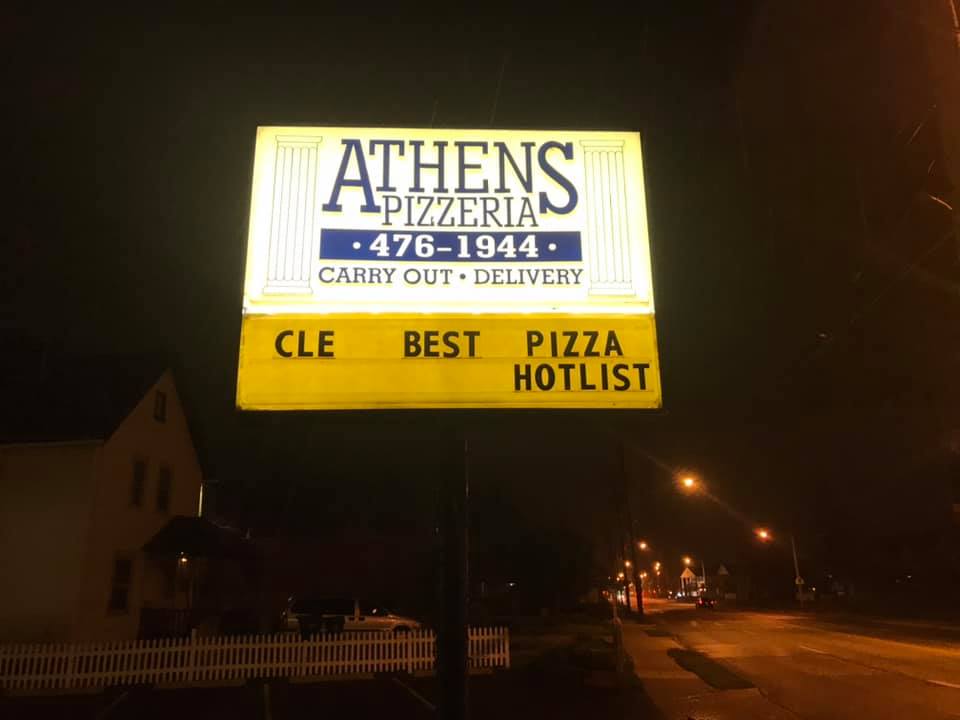 ATHENS
PIZZERIA
• 476-1944 •
CARRY OUT • DELIVERY
CLE BEST PIZZA
HOTLIST